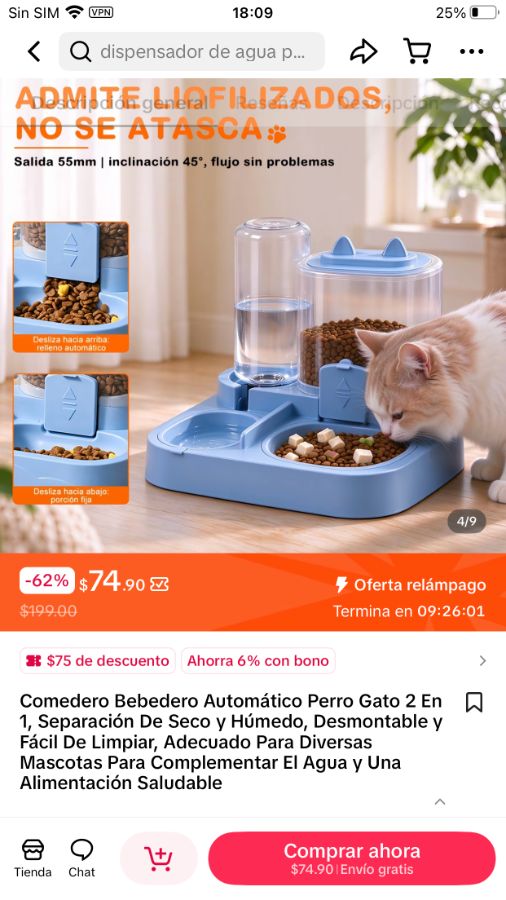 Sin SIM VPN 18:09 25%
dispensador de agua p...
ADMITE LIOFILIZADOS,
Descripción general Reseñas Descripción
NO SE ATASCA
Salida 55mm | inclinación 45°, flujo sin problemas
Desliza hacia arriba:
relleno automático
Desliza hacia abajo:
porción fija
4/9
-62% $74.90 Oferta relámpago
$199.00 Termina en 09:26:01
$75 de descuento Ahorra 6% con bono
Comedero Bebedero Automático Perro Gato 2 En
1, Separación De Seco y Húmedo, Desmontable y
Fácil De Limpiar, Adecuado Para Diversas
Mascotas Para Complementar El Agua y Una
Alimentación Saludable
Comprar ahora
Tienda Chat $74.90 | Envío gratis